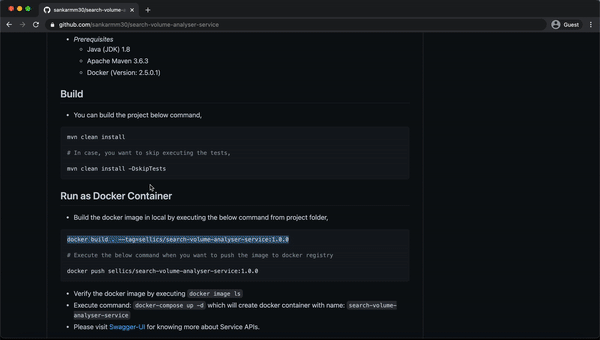 sankarmm30/search-volume-a
Guest
github.com/sankarmm30/search-volume-analyser-service
Prerequisites
Java (JDK) 1.8
Apache Maven 3.6.3
Docker (Version: 2.5.0.1)
Build
You can build the project below command,
mvn clean install
# In case, you want to skip executing the tests,
mvn clean install -DskipTests
Run as Docker Container
Build the docker image in local by executing the below command from project folder,
docker build . --tag=sellics/search-volume-analyser-service:1.0.0
# Execute the below command when you want to push the image to docker registry
docker push sellics/search-volume-analyser-service:1.0.0
Verify the docker image by executing docker image ls
Execute command: docker-compose up -d which will create docker container with name: search-volume-
analyser-service
Please visit Swagger-UI for knowing more about Service APIs.